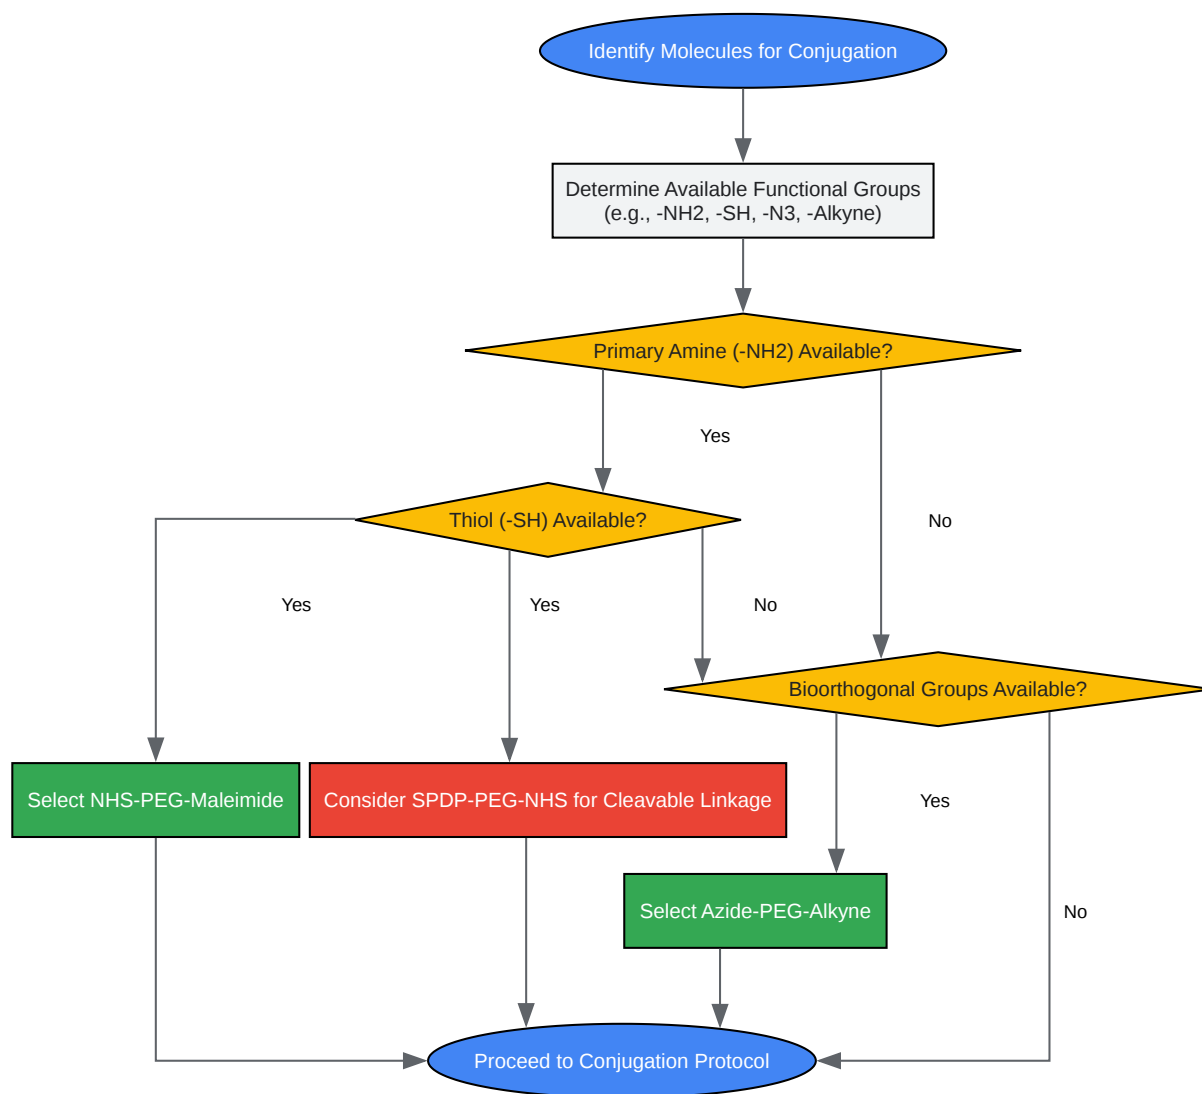 Identify Molecules for Conjugation
Determine Available Functional Groups
(e.g., -NH2, -SH, -N3, -Alkyne)
Primary Amine (-NH2) Available?
Yes
Thiol (-SH) Available?
No
Yes
Yes
No
Bioorthogonal Groups Available?
Select NHS-PEG-Maleimide
Consider SPDP-PEG-NHS for Cleavable Linkage
Yes
Select Azide-PEG-Alkyne
No
Proceed to Conjugation Protocol